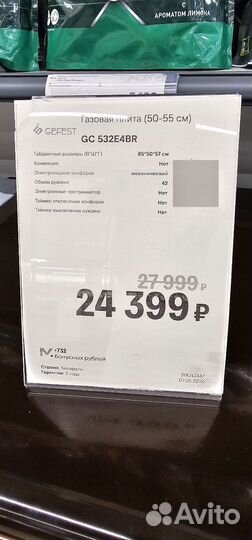 С
АРОМАТОМ ЛИМОНА
Газовая плита (50-55 см)
GEFEST
GC 532E4BR
Габаритные размеры (В*Ш*Г) 85*50*57 см
Конвекция Нет
Электроподжиг конфорок механический
Объем духовки 42
Электронный программатор Нет
Таймер отключения конфорок Нет
Таймер выключения духовки Нет
27 999 ₽
24 399 ₽
+732
бонусных рублей
Страна: Беларусь
Гарантия: 2 года
Avito